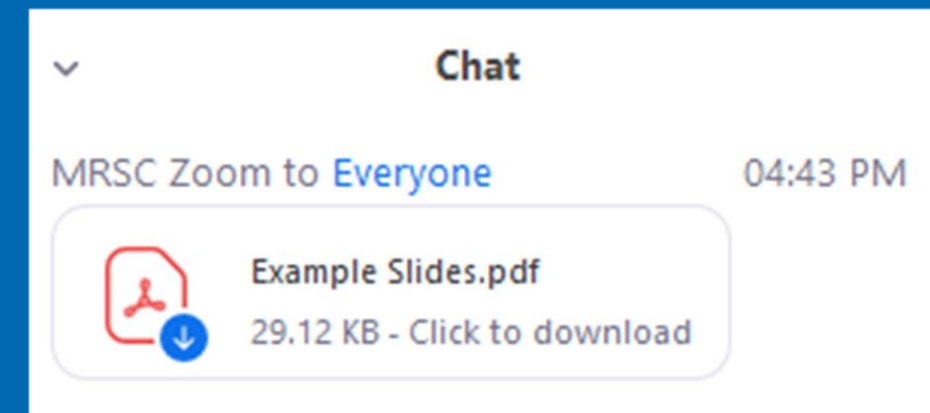 Chat
MRSC Zoom to Everyone 04:43 PM
Example Slides.pdf
29.12 KB - Click to download